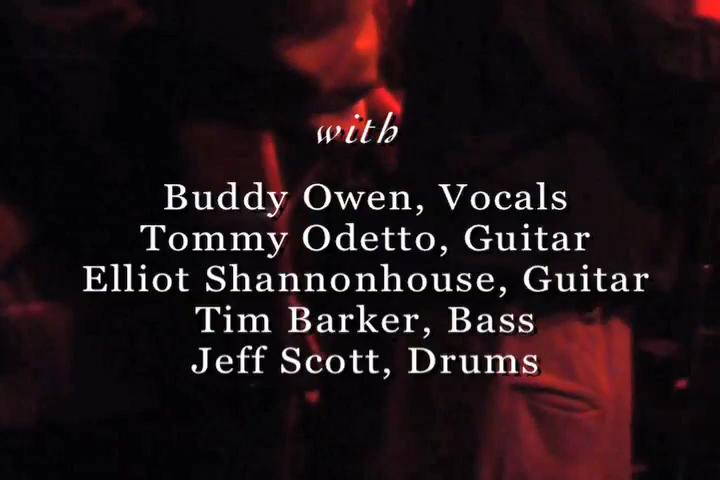 with
Buddy Owen, Vocals
Tommy Odetto, Guitar
Elliot Shannonhouse, Guitar
Tim Barker, Bass
Jeff Scott, Drums